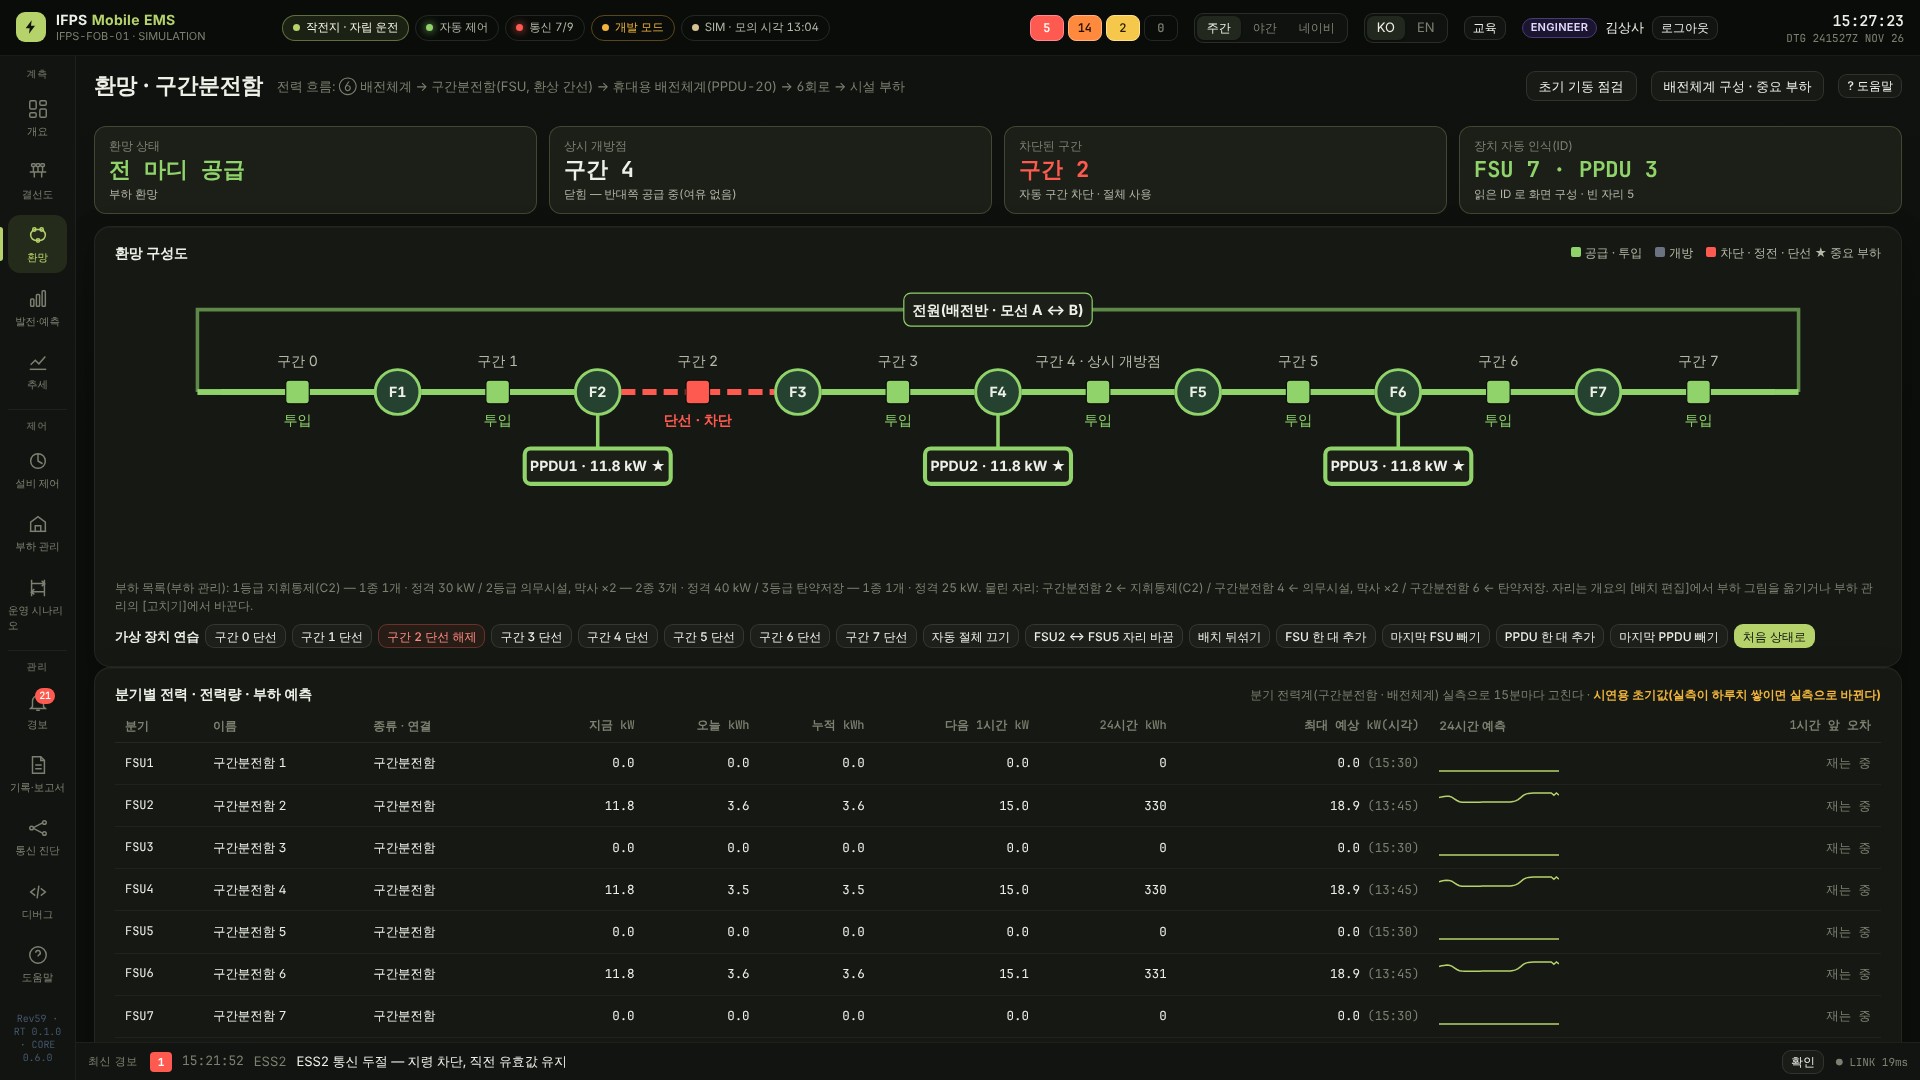 IFPS Mobile EMS
IFPS-FOB-01 · SIMULATION
작전지 · 자립 운전
자동 제어
통신 7/9
개발 모드
SIM · 모의 시각 13:04
5 14 2 0
주간 야간 네이비
KO EN
교육
ENGINEER 김상사 로그아웃
15:27:23
DTG 241527Z NOV 26
계측
개요
결선도
환망
발전·예측
추세
제어
설비 제어
부하 관리
운영 시나리오
관리
21
경보
기록·보고서
통신 진단
디버그
도움말
Rev59 · RT 0.1.0 · CORE 0.6.0
환망 · 구간분전함
전력 흐름: ⑥ 배전체계 → 구간분전함(FSU, 환상 간선) → 휴대용 배전체계(PPDU-20) → 6회로 → 시설 부하
초기 기동 점검
배전체계 구성 · 중요 부하
? 도움말
환망 상태
전 마디 공급
부하 환망
상시 개방점
구간 4
닫힘 — 반대쪽 공급 중(여유 없음)
차단된 구간
구간 2
자동 구간 차단 · 절체 사용
장치 자동 인식(ID)
FSU 7 · PPDU 3
읽은 ID 로 화면 구성 · 빈 자리 5
환망 구성도
공급 · 투입 개방 차단 · 정전 · 단선 ★ 중요 부하
전원(배전반 · 모선 A ↔ B)
구간 0 구간 1 구간 2 구간 3 구간 4 · 상시 개방점 구간 5 구간 6 구간 7
F1 F2 F3 F4 F5 F6 F7
투입 투입 단선 · 차단 투입 투입 투입 투입 투입
PPDU1 · 11.8 kW ★ PPDU2 · 11.8 kW ★ PPDU3 · 11.8 kW ★
부하 목록(부하 관리): 1등급 지휘통제(C2) — 1종 1개 · 정격 30 kW / 2등급 의무시설, 막사 ×2 — 2종 3개 · 정격 40 kW / 3등급 탄약저장 — 1종 1개 · 정격 25 kW. 물린 자리: 구간분전함 2 ← 지휘통제(C2) / 구간분전함 4 ← 의무시설, 막사 ×2 / 구간분전함 6 ← 탄약저장. 자리는 개요의 [배치 편집]에서 부하 그림을 옮기거나 부하 관
리의 [고치기]에서 바꾼다.
가상 장치 연습 구간 0 단선 구간 1 단선 구간 2 단선 해제 구간 3 단선 구간 4 단선 구간 5 단선 구간 6 단선 구간 7 단선 자동 절체 끄기 FSU2 ↔ FSU5 자리 바꿈 배치 뒤섞기 FSU 한 대 추가 마지막 FSU 빼기 PPDU 한 대 추가 마지막 PPDU 빼기 처음 상태로
분기별 전력 · 전력량 · 부하 예측
분기 전력계(구간분전함 · 배전체계) 실측으로 15분마다 고친다 · 시연용 초기값(실측이 하루치 쌓이면 실측으로 바뀐다)
분기 이름 종류 · 연결 지금 kW 오늘 kWh 누적 kWh 다음 1시간 kW 24시간 kWh 최대 예상 kW(시각) 24시간 예측 1시간 앞 오차
FSU1 구간분전함 1 구간분전함 0.0 0.0 0.0 0.0 0 0.0 (15:30) 재는 중
FSU2 구간분전함 2 구간분전함 11.8 3.6 3.6 15.0 330 18.9 (13:45) 재는 중
FSU3 구간분전함 3 구간분전함 0.0 0.0 0.0 0.0 0 0.0 (15:30) 재는 중
FSU4 구간분전함 4 구간분전함 11.8 3.5 3.5 15.0 330 18.9 (13:45) 재는 중
FSU5 구간분전함 5 구간분전함 0.0 0.0 0.0 0.0 0 0.0 (15:30) 재는 중
FSU6 구간분전함 6 구간분전함 11.8 3.6 3.6 15.1 331 18.9 (13:45) 재는 중
FSU7 구간분전함 7 구간분전함 0.0 0.0 0.0 0.0 0 0.0 (15:30) 재는 중
최신 경보 1 15:21:52 ESS2 ESS2 통신 두절 — 지령 차단, 직전 유효값 유지
확인
LINK 19ms